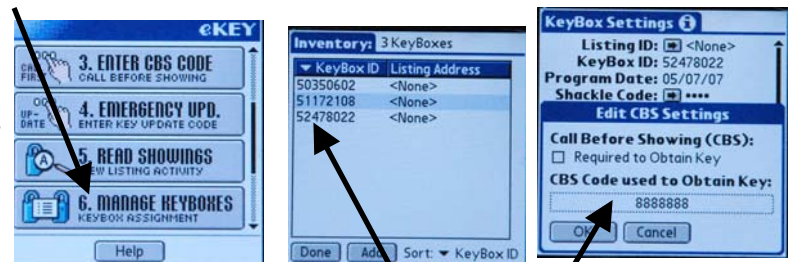 eKEY
3. ENTER CBS CODE
CALL BEFORE SHOWING
4. EMERGENCY UPD.
ENTER KEY UPDATE CODE
UP-
DATE
5. READ SHOWINGS
LISTING ACTIVITY
6. MANAGE KEYBOXES
KEYBOX ASSIGNMENT
Help
Inventory: 3 KeyBoxes
KeyBox ID Listing Address
50350602 <None>
51172108 <None>
52478022 <None>
Done Add Sort: KeyBox ID
KeyBox Settings
Listing ID: <None>
KeyBox ID: 52478022
Program Date: 05/07/07
Shackle Code: ••••
Edit CBS Settings
Call Before Showing (CBS):
Required to Obtain Key
CBS Code used to Obtain Key:
8888888
Cancel